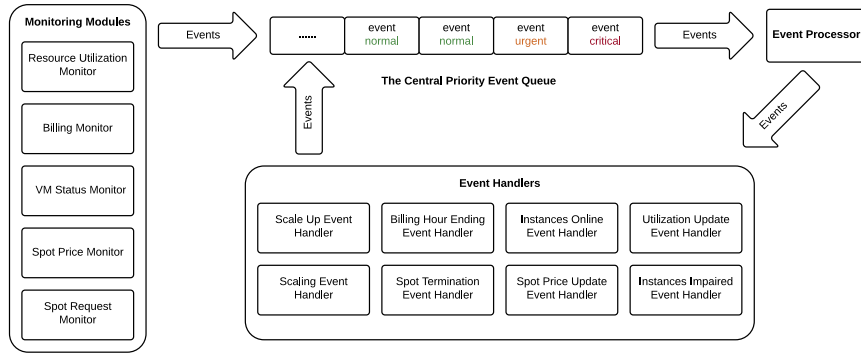 Monitoring Modules
Resource Utilization
Monitor
Billing Monitor
VM Status Monitor
Spot Price Monitor
Spot Request
Monitor
Events
......
event
normal
event
normal
event
urgent
event
critical
The Central Priority Event Queue
Events
Event Processor
Events
Events
Event Handlers
Scale Up Event
Handler
Billing Hour Ending
Event Handler
Instances Online
Event Handler
Utilization Update
Event Handler
Scaling Event
Handler
Spot Termination
Event Handler
Spot Price Update
Event Handler
Instances Impaired
Event Handler